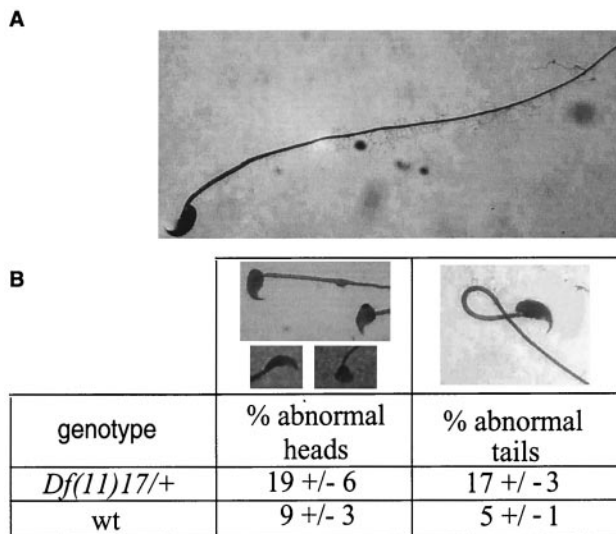 A
B
genotype
% abnormal
heads
% abnormal
tails
Df(11)17/+
19 +/- 6
17 +/- 3
wt
9 +/- 3
5 +/- 1